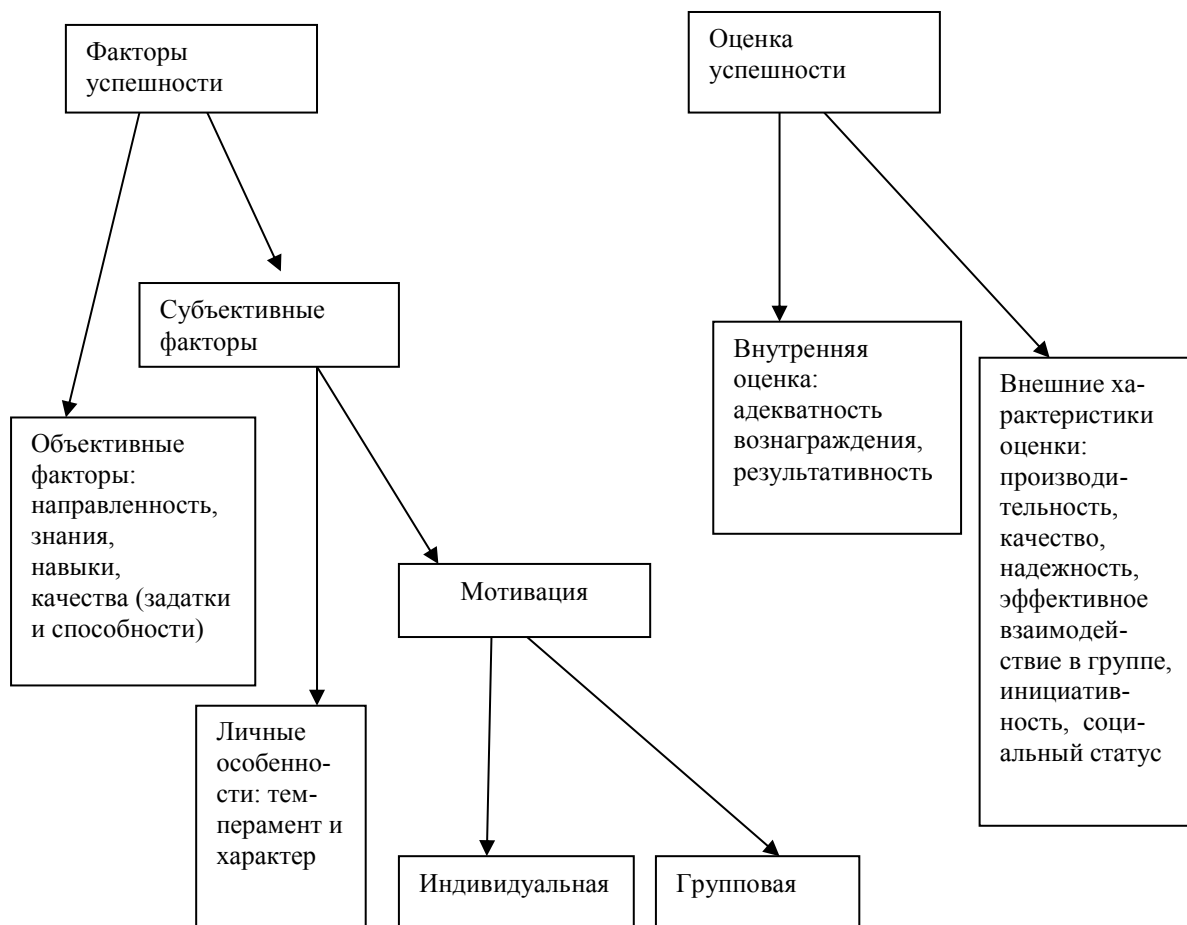 Факторы
успешности
Оценка
успешности
Субъективные
факторы
Объективные
факторы:
направленность,
знания,
навыки,
качества (задатки
и способности)
Внутренняя
оценка:
адекватность
вознаграждения,
результативность
Внешние ха-
рактеристики
оценки:
производи-
тельность,
качество,
надежность,
эффективное
взаимодей-
ствие в группе,
инициатив-
ность, соци-
альный статус
Мотивация
Личные
особенно-
сти: тем-
перамент и
характер
Индивидуальная
Групповая